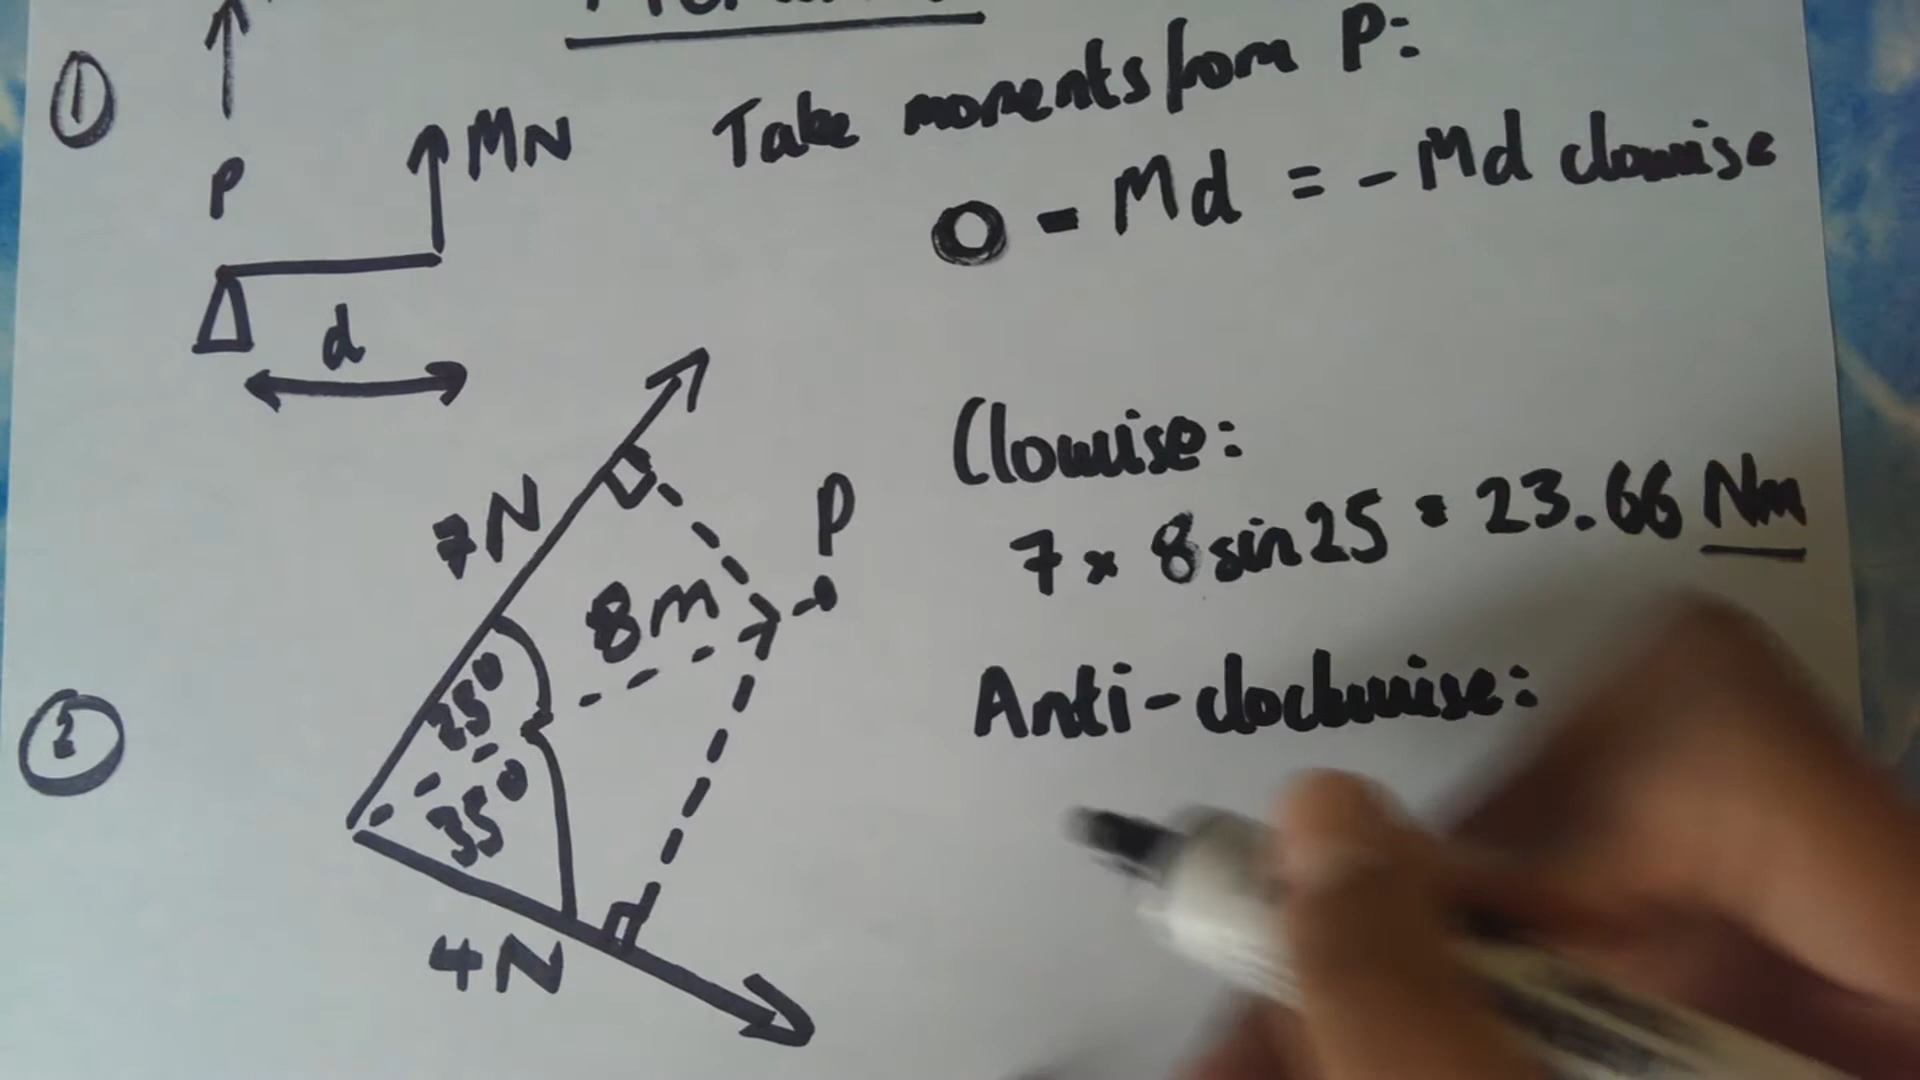 ①
P
MN
d
Take moments from P:
0 - Md = - Md clowise
②
7N
25°
35°
8m
P
4N
Clowise:
7 × 8sin25 = 23.66 Nm
Anti-clockwise: